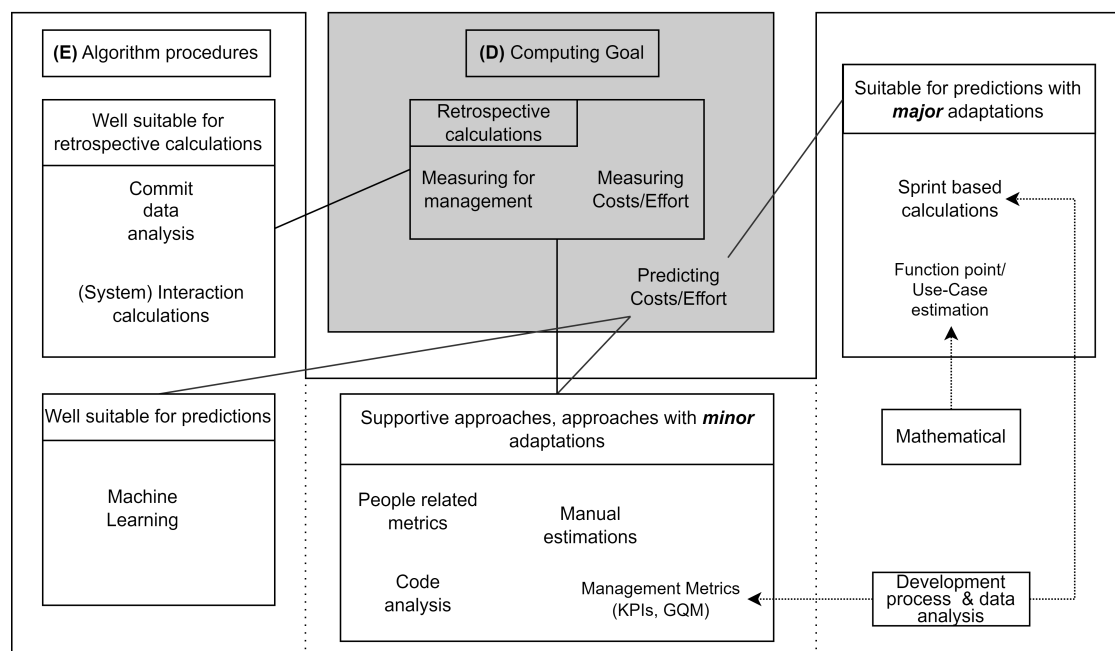 (E) Algorithm procedures
Well suitable for
retrospective calculations
Commit
data
analysis
(System) Interaction
calculations
Well suitable for predictions
Machine
Learning
(D) Computing Goal
Retrospective
calculations
Measuring for
management
Measuring
Costs/Effort
Predicting
Costs/Effort
Supportive approaches, approaches with minor
adaptations
People related
metrics
Manual
estimations
Code
analysis
Management Metrics
(KPIs, GQM)
Suitable for predictions with
major adaptations
Sprint based
calculations
Function point/
Use-Case
estimation
Mathematical
Development
process & data
analysis